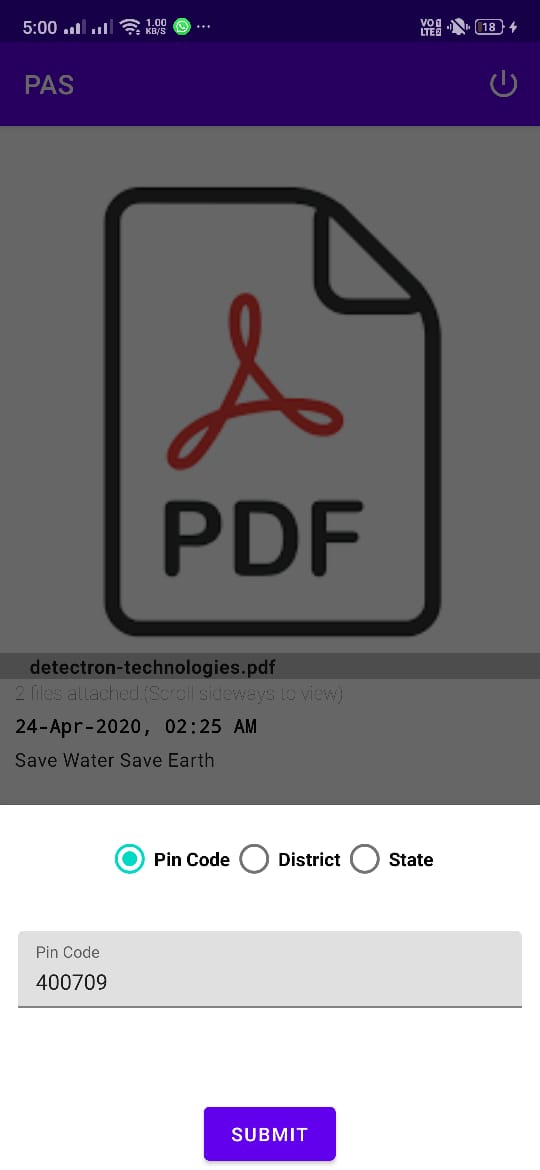 5:00 1.00 KB/S ... VO LTE 2 18
PAS
PDF
detectron-technologies.pdf
2 files attached.(Scroll sideways to view)
24-Apr-2020, 02:25 AM
Save Water Save Earth
Pin Code District State
Pin Code
400709
SUBMIT